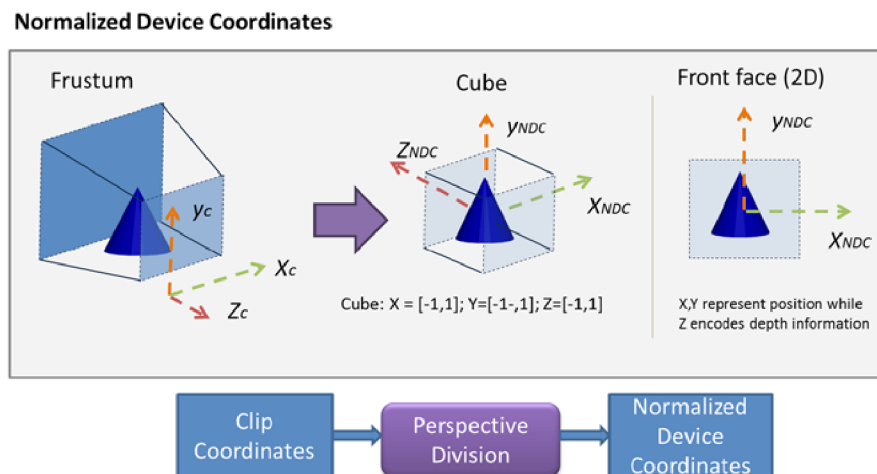 Normalized Device Coordinates
Frustum
Cube
Front face (2D)
yC
XC
ZC
ZNDC
yNDC
XNDC
yNDC
XNDC
Cube: X = [-1,1]; Y=[-1-,1]; Z=[-1,1]
X,Y represent position while
Z encodes depth information
Clip
Coordinates
Perspective
Division
Normalized
Device
Coordinates